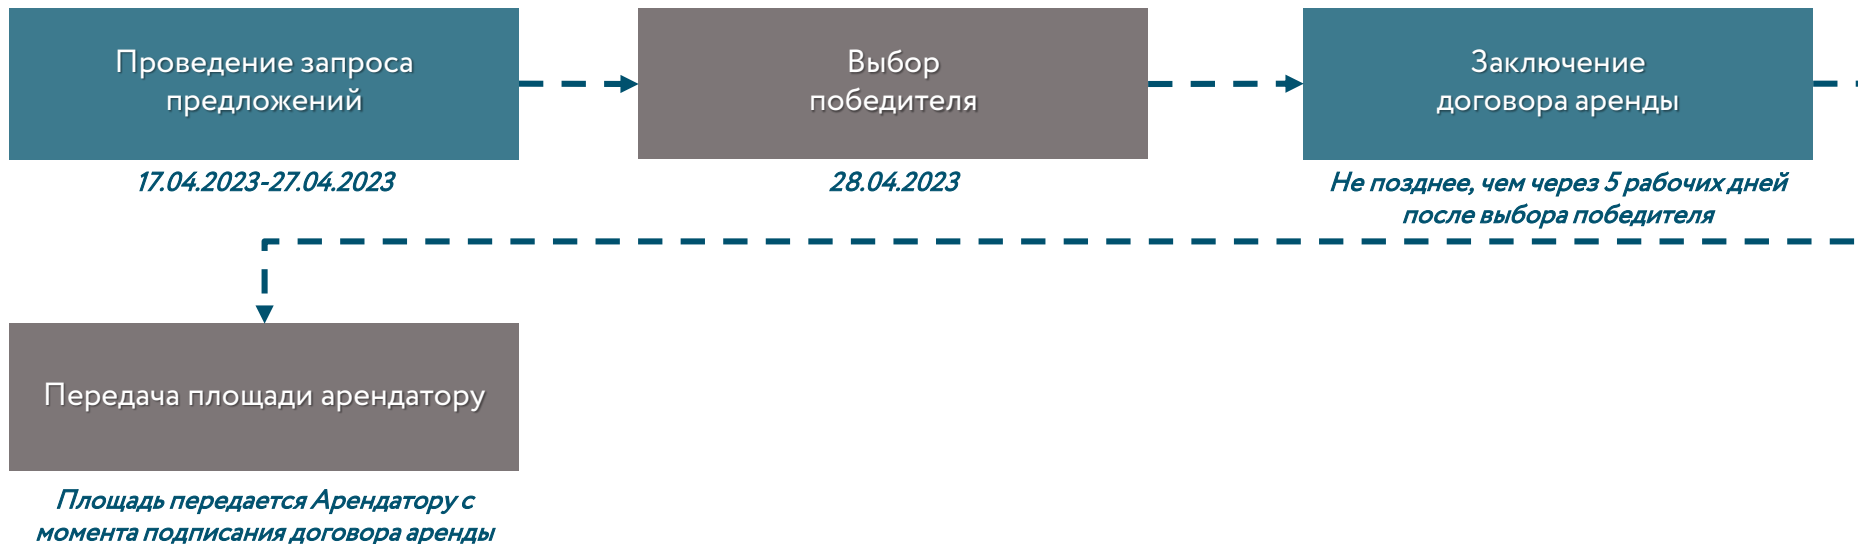 Проведение запроса
предложений
17.04.2023-27.04.2023
Выбор
победителя
28.04.2023
Заключение
договора аренды
Не позднее, чем через 5 рабочих дней
после выбора победителя
Передача площади арендатору
Площадь передается Арендатору с
момента подписания договора аренды